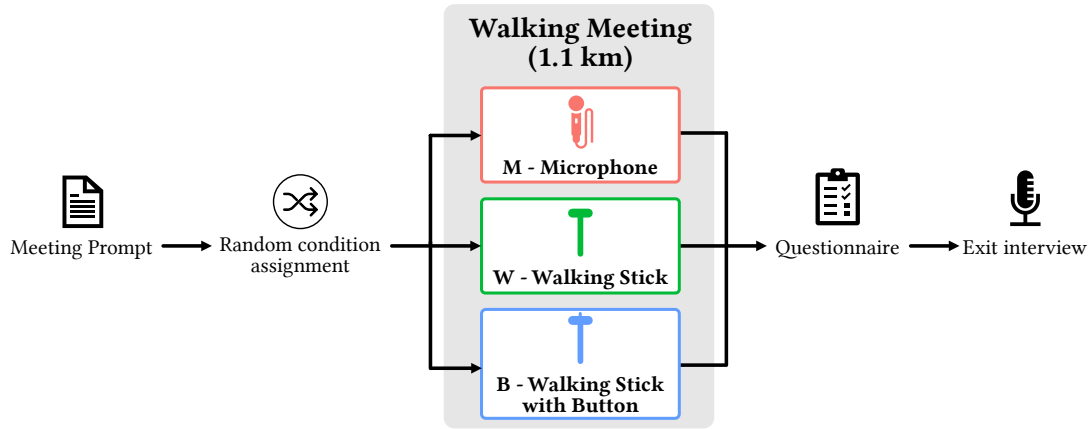 Walking Meeting
(1.1 km)
M - Microphone
Meeting Prompt
Random condition
assignment
W - Walking Stick
B - Walking Stick
with Button
Questionnaire
Exit interview